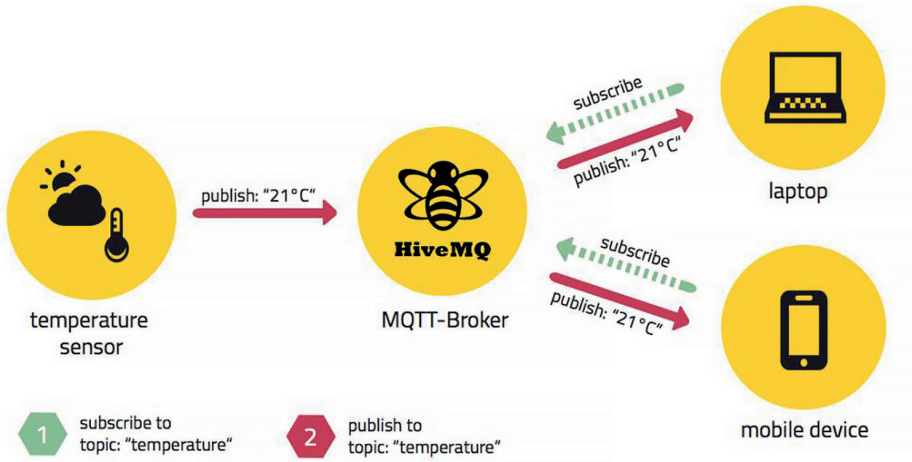 subscribe
publish: “21°C”
laptop
publish: “21°C“
HiveMQ
temperature
sensor
MQTT-Broker
subscribe
publish: “21°C”
mobile device
1
subscribe to
topic: “temperature“
2
publish to
topic: “temperature“